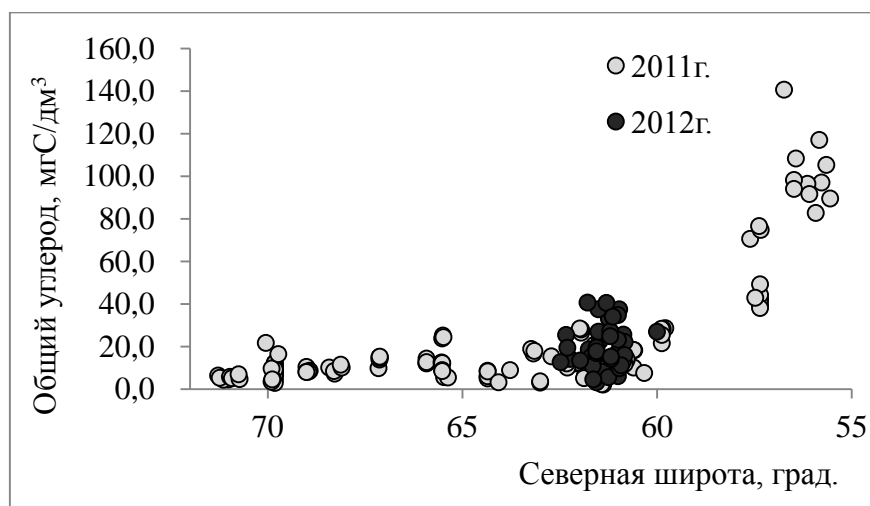 160,0
140,0
120,0
100,0
80,0
60,0
40,0
20,0
0,0
Общий углерод, мгС/дм³
2011г.
2012г.
70 65 60 55
Северная широта, град.